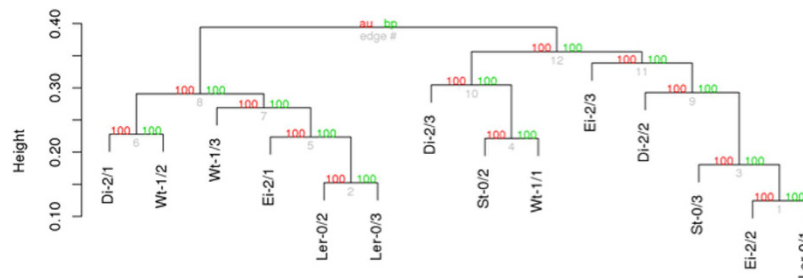 0.40
0.30
0.20
0.10
Height
au bp
edge #
100 100
12
100 100
11
100 100
10
100 100
9
100 100
8
100 100
7
100 100
6
100 100
5
100 100
4
100 100
3
100 100
2
100 100
1
Di-2/1
Wt-1/2
Wt-1/3
Ei-2/1
Ler-0/2
Ler-0/3
Di-2/3
St-0/2
Wt-1/1
Ei-2/3
Di-2/2
St-0/3
Ei-2/2